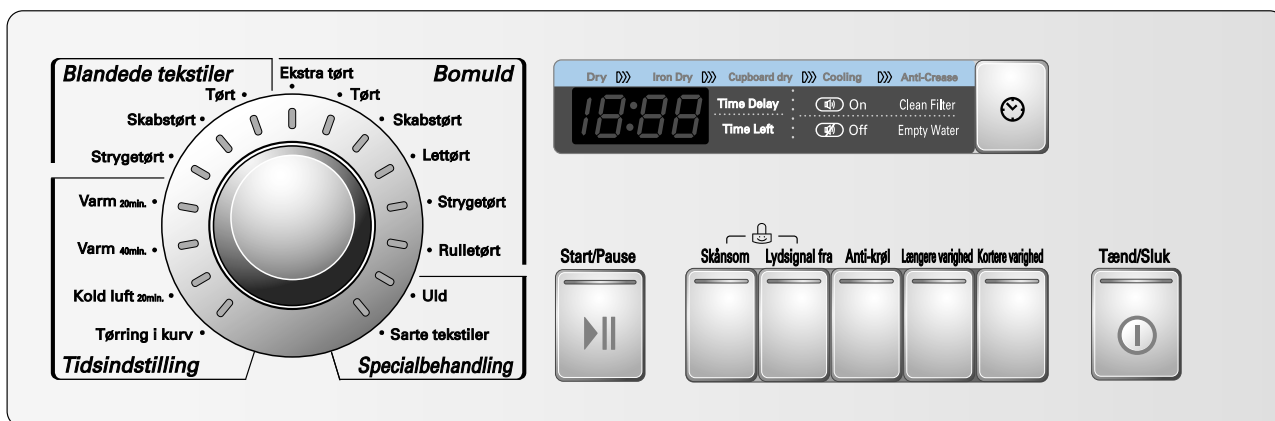 Blandede tekstiler
Tørt
Skabstørt
Strygetørt
Ekstra tørt
Bomuld
Tørt
Skabstørt
Lettørt
Strygetørt
Rulletørt
Varm 20min.
Varm 40min.
Kold luft 20min.
Tørring i kurv
Tidsindstilling
Uld
Sarte tekstiler
Specialbehandling
Dry Iron Dry Cupboard dry Cooling Anti-Crease
18:88
Time Delay On Clean Filter
Time Left Off Empty Water
Start/Pause
Skånsom Lydsignal fra Anti-krøl Længere varighed Kortere varighed
Tænd/Sluk